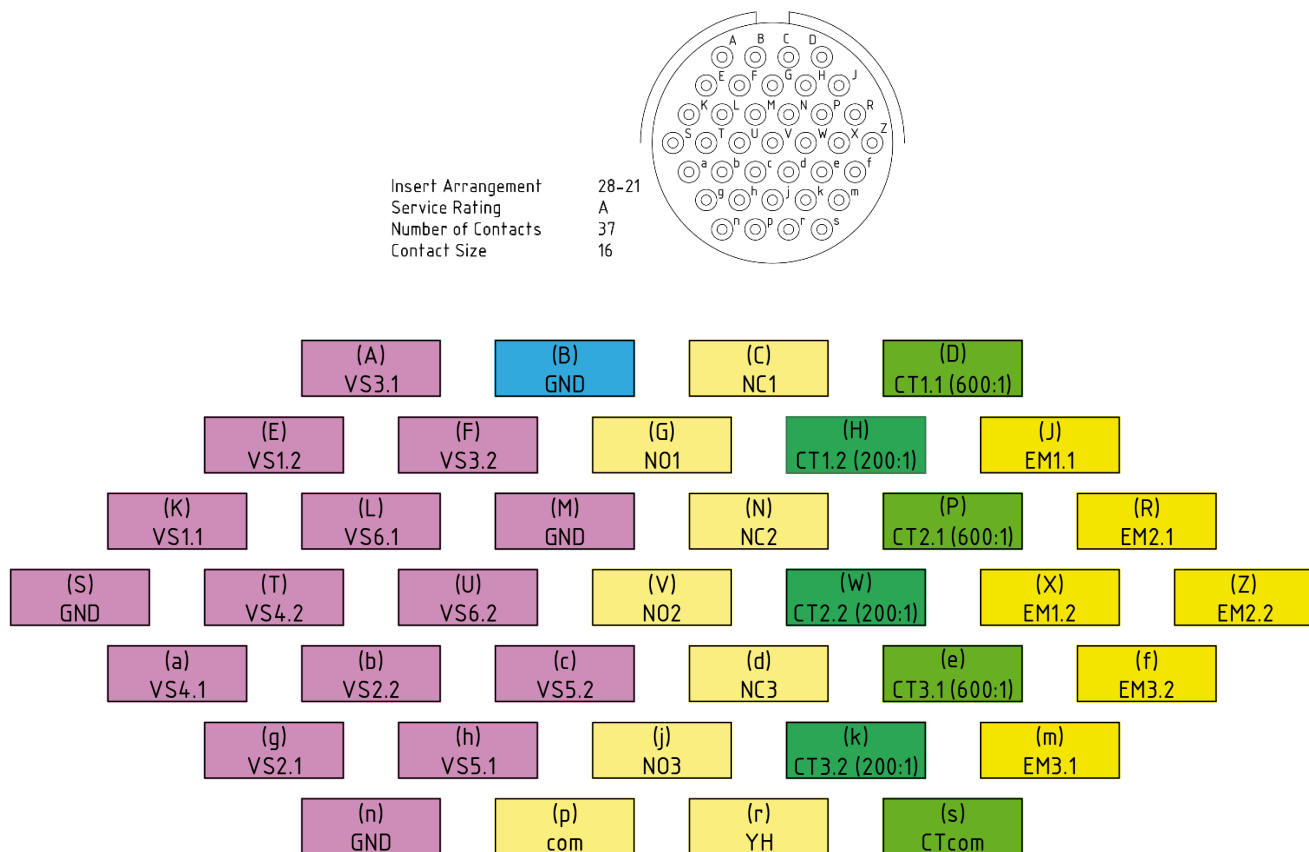 A B C D
E F G H J
K L M N P R
S T U V W X Z
a b c d e f
g h j k m
n p r s
Insert Arrangement 28-21
Service Rating A
Number of Contacts 37
Contact Size 16
(A) (B) (C) (D)
VS3.1 GND NC1 CT1.1 (600:1)
(E) (F) (G) (H) (J)
VS1.2 VS3.2 NO1 CT1.2 (200:1) EM1.1
(K) (L) (M) (N) (P) (R)
VS1.1 VS6.1 GND NC2 CT2.1 (600:1) EM2.1
(S) (T) (U) (V) (W) (X) (Z)
GND VS4.2 VS6.2 NO2 CT2.2 (200:1) EM1.2 EM2.2
(a) (b) (c) (d) (e) (f)
VS4.1 VS2.2 VS5.2 NC3 CT3.1 (600:1) EM3.2
(g) (h) (j) (k) (m)
VS2.1 VS5.1 NO3 CT3.2 (200:1) EM3.1
(n) (p) (r) (s)
GND com YH CTcom